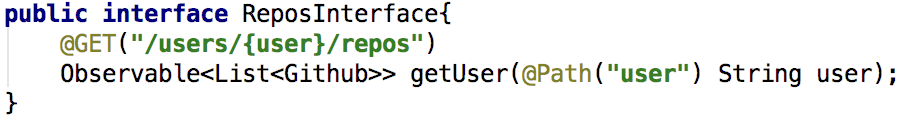 public interface ReposInterface{
    @GET("/users/{user}/repos")
    Observable<List<Github>> getUser(@Path("user") String user);
}